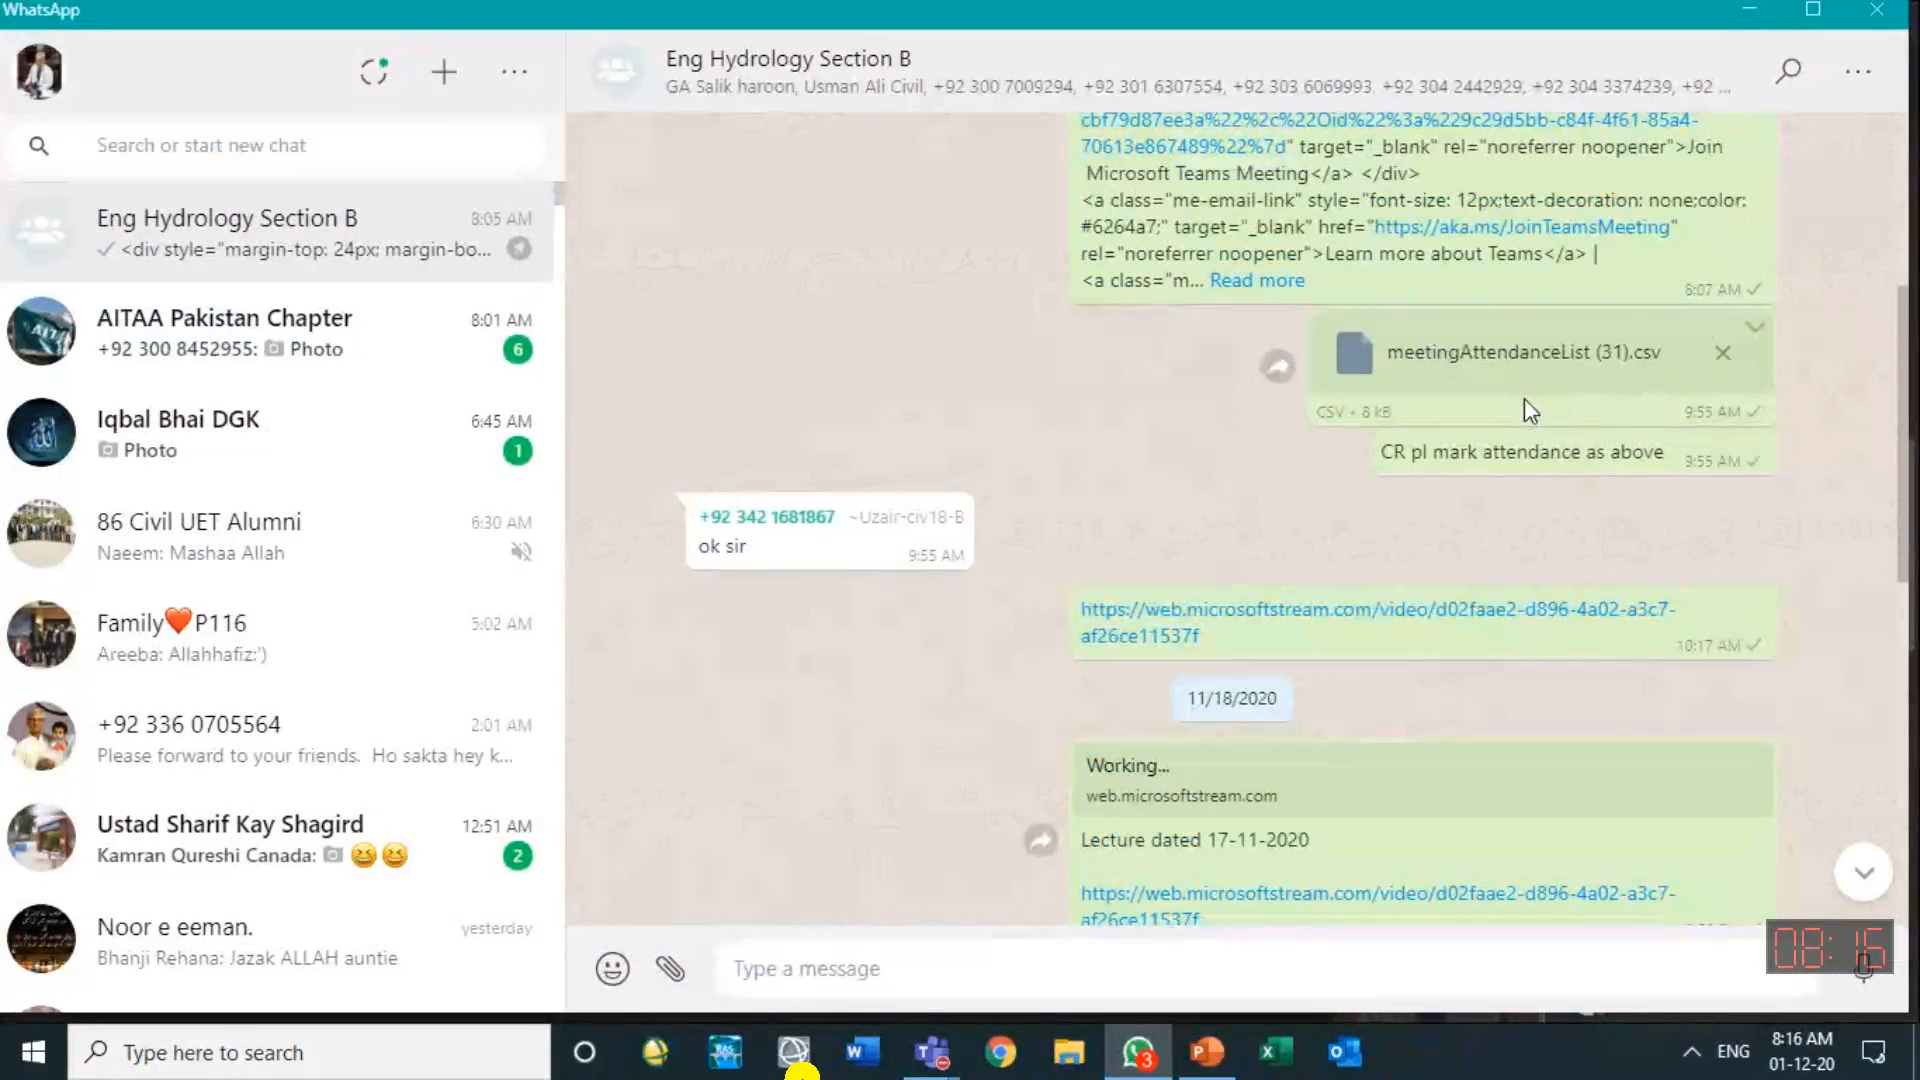 WhatsApp
Search or start new chat
Eng Hydrology Section B
8:05 AM
<div style="margin-top: 24px; margin-bo...
AITAA Pakistan Chapter
8:01 AM
+92 300 8452955: Photo
6
Iqbal Bhai DGK
6:45 AM
Photo
1
86 Civil UET Alumni
6:30 AM
Naeem: Mashaa Allah
Family❤️P116
5:02 AM
Areeba: Allahhafiz:')
+92 336 0705564
2:01 AM
Please forward to your friends. Ho sakta hey k...
Ustad Sharif Kay Shagird
12:51 AM
Kamran Qureshi Canada: 😆😆
2
Noor e eeman.
yesterday
Bhanji Rehana: Jazak ALLAH auntie
Eng Hydrology Section B
GA Salik haroon, Usman Ali Civil, +92 300 7009294, +92 301 6307554, +92 303 6069993, +92 304 2442929, +92 304 3374239, +92 ...
cbf79d87ee3a%22%2c%22Oid%22%3a%229c29d5bb-c84f-4f61-85a4-
70613e867489%22%7d" target="_blank" rel="noreferrer noopener">Join
Microsoft Teams Meeting</a> </div>
<a class="me-email-link" style="font-size: 12px;text-decoration: none;color:
#6264a7;" target="_blank" href="https://aka.ms/JoinTeamsMeeting"
rel="noreferrer noopener">Learn more about Teams</a> |
<a class="m... Read more
8:07 AM
meetingAttendanceList (31).csv
CSV • 8 kB
9:55 AM
CR pl mark attendance as above
9:55 AM
+92 342 1681867 ~Uzair-civ18-B
ok sir
9:55 AM
https://web.microsoftstream.com/video/d02faae2-d896-4a02-a3c7-
af26ce11537f
10:17 AM
11/18/2020
Working...
web.microsoftstream.com
Lecture dated 17-11-2020
https://web.microsoftstream.com/video/d02faae2-d896-4a02-a3c7-
af26ce11537f
Type a message
08:15
Type here to search
RAS
W
T
3
P
X
O
ENG
8:16 AM
01-12-20